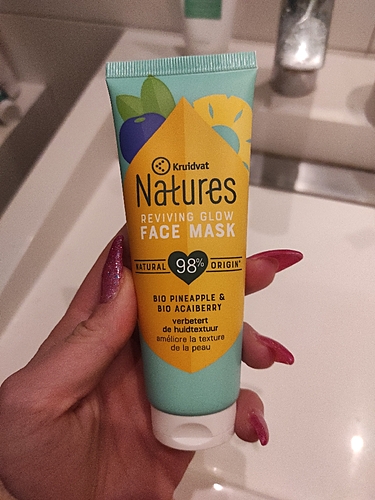 Kruidvat
Natures
REVIVING GLOW
FACE MASK
NATURAL 98% ORIGIN*
BIO PINEAPPLE &
BIO ACAIBERRY
verbetert
de huidtextuur
améliore la texture
de la peau